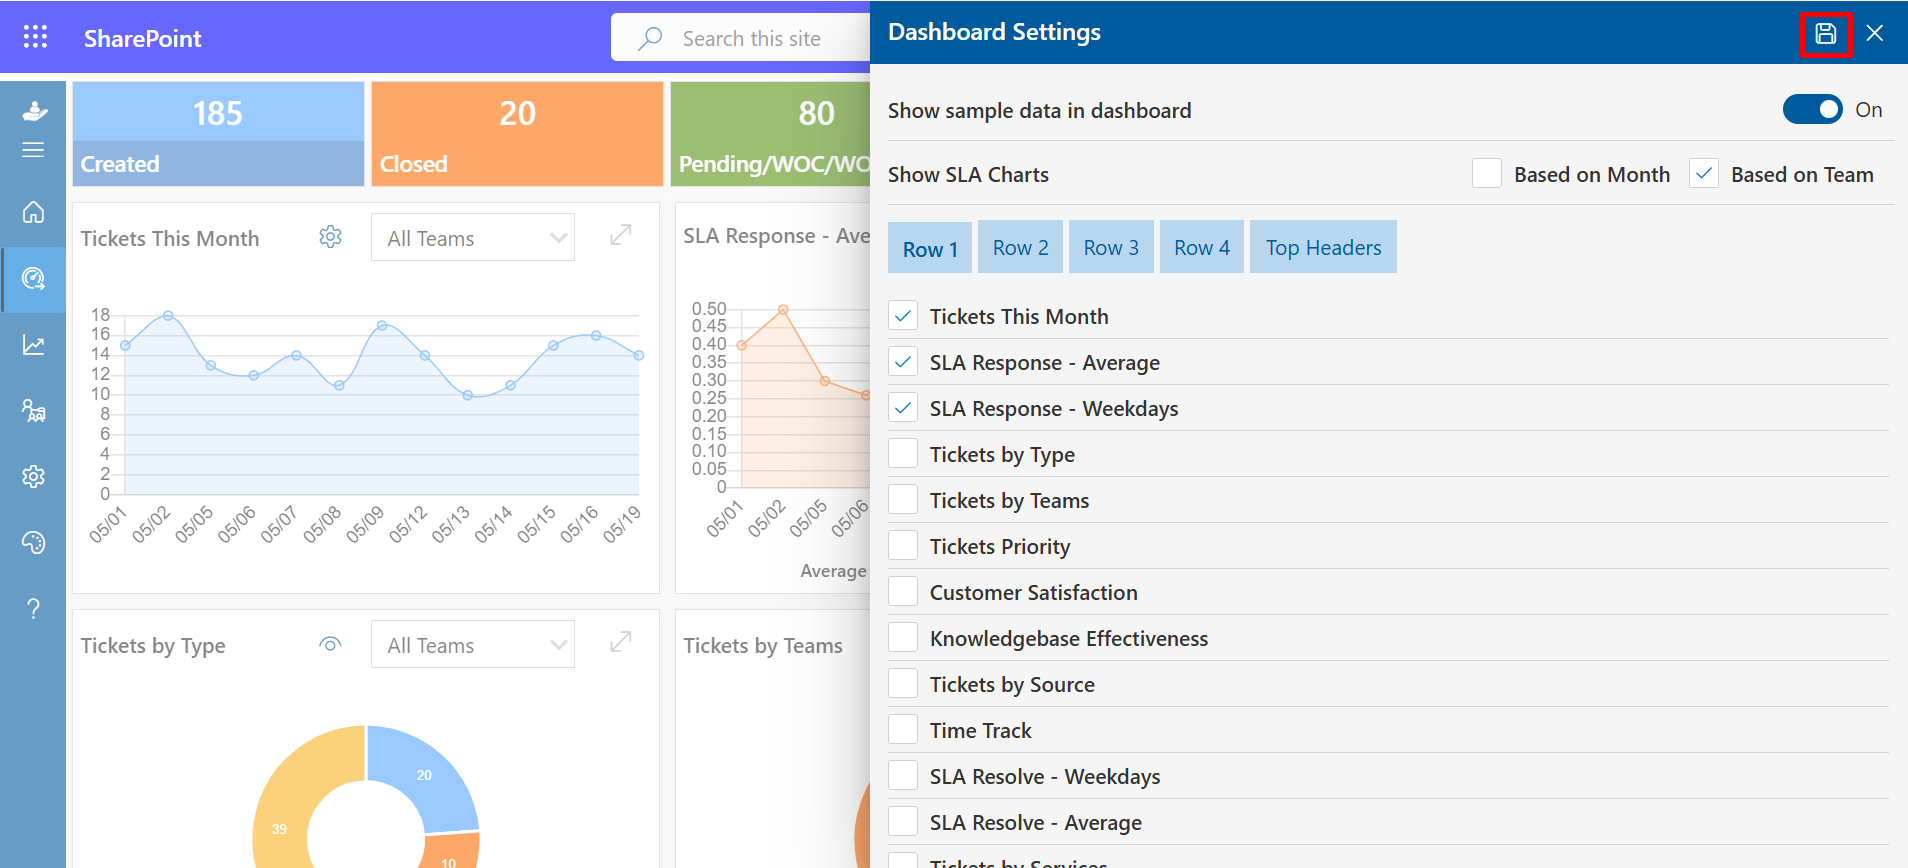 SharePoint
Search this site
Dashboard Settings
185
Created
20
Closed
80
Pending/WOC/WO
Show sample data in dashboard
On
Show SLA Charts
Based on Month
Based on Team
Row 1
Row 2
Row 3
Row 4
Top Headers
Tickets This Month
All Teams
18
16
14
12
10
8
6
4
2
0
05/01
05/02
05/05
05/06
05/07
05/08
05/09
05/12
05/13
05/14
05/15
05/16
05/19
SLA Response - Ave
0.50
0.45
0.40
0.35
0.30
0.25
0.20
0.15
0.10
0.05
0
05/01
05/02
05/05
05/06
Average
Tickets by Type
All Teams
20
39
10
Tickets by Teams
Tickets This Month
SLA Response - Average
SLA Response - Weekdays
Tickets by Type
Tickets by Teams
Tickets Priority
Customer Satisfaction
Knowledgebase Effectiveness
Tickets by Source
Time Track
SLA Resolve - Weekdays
SLA Resolve - Average
Tickets by Services